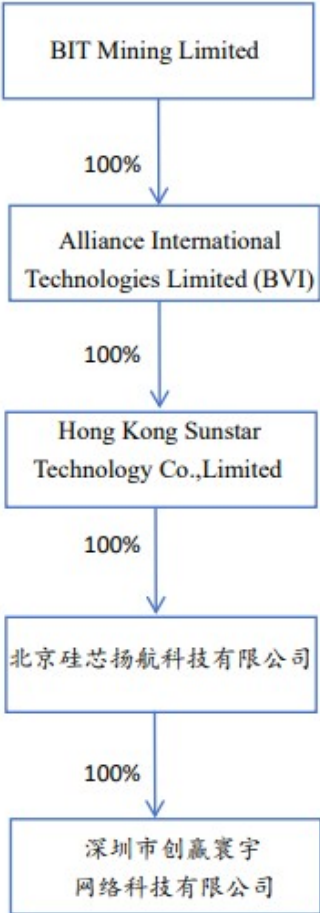 BIT Mining Limited
100%
Alliance International
Technologies Limited (BVI)
100%
Hong Kong Sunstar
Technology Co.,Limited
100%
北京硅芯扬航科技有限公司
100%
深圳市创赢寰宇
网络科技有限公司